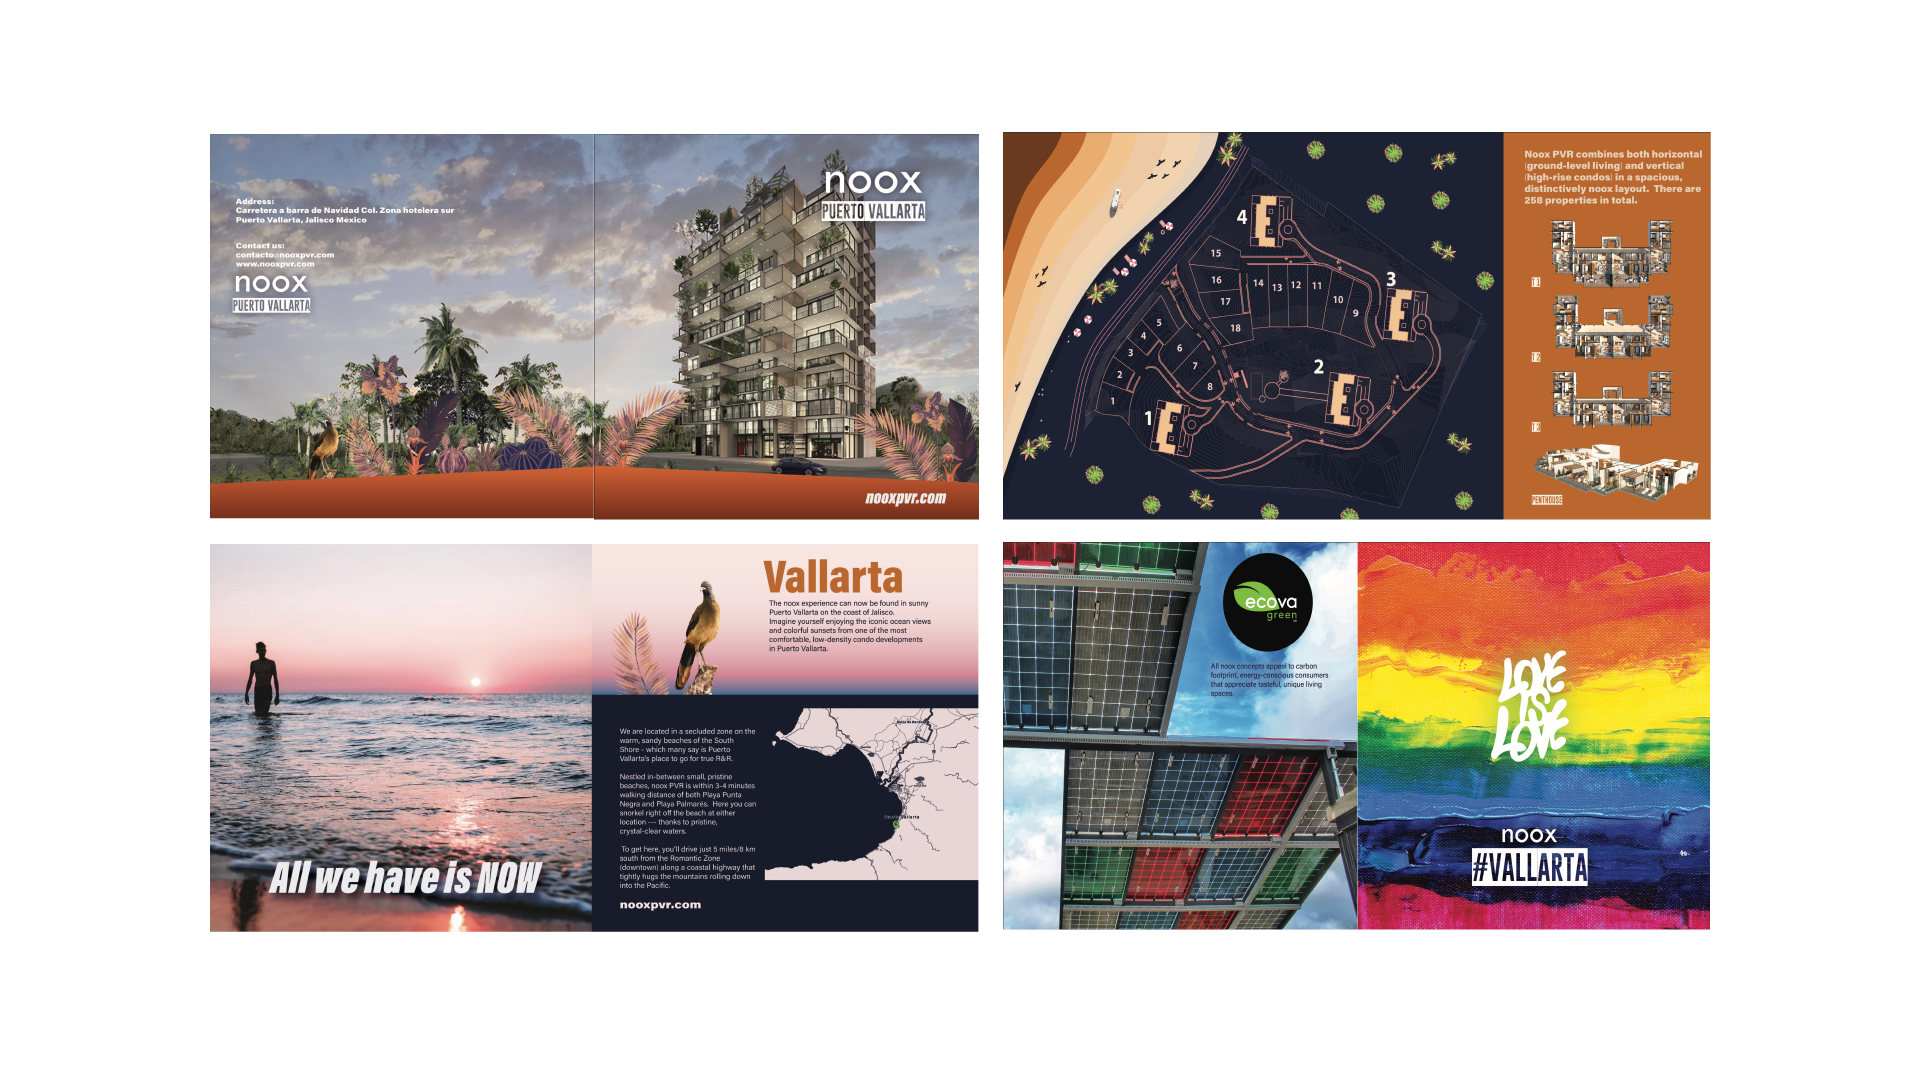 Address:
Carretera a barra de Navidad Col. Zona hotelera sur
Puerto Vallarta, Jalisco México
Contact us:
contacto@nooxpvr.com
www.nooxpvr.com
noox
PUERTO VALLARTA
noox
PUERTO VALLARTA
nooxpvr.com
4
15
16
17
18
14
13
12
11
10
9
3
5
4
3
2
1
6
7
8
2
1
Noox PVR combines both horizontal
(ground-level living) and vertical
(high-rise condos) in a spacious,
distinctively noox layout. There are
258 properties in total.
T1
T2
T3
PENTHOUSE
All we have is NOW
Vallarta
The noox experience can now be found in sunny
Puerto Vallarta on the coast of Jalisco.
Imagine yourself enjoying the iconic ocean views
and colorful sunsets from one of the most
comfortable, low-density condo developments
in Puerto Vallarta.
We are located in a secluded zone on the
warm, sandy beaches of the South
Shore - which many say is Puerto
Vallarta's place to go for true R&R.
Nestled in-between small, pristine
beaches, noox PVR is within 3-4 minutes
walking distance of both Playa Punta
Negra and Playa Palmarés. Here you can
snorkel right off the beach at either
location --- thanks to pristine,
crystal-clear waters.
To get here, you'll drive just 5 miles/8 km
south from the Romantic Zone
(downtown) along a coastal highway that
tightly hugs the mountains rolling down
into the Pacific.
nooxpvr.com
Vallarta
ecova
green
All noox concepts appeal to carbon
footprint, energy-conscious consumers
that appreciate tasteful, unique living
spaces.
LOVE
IS
LOVE
noox
#VALLARTA